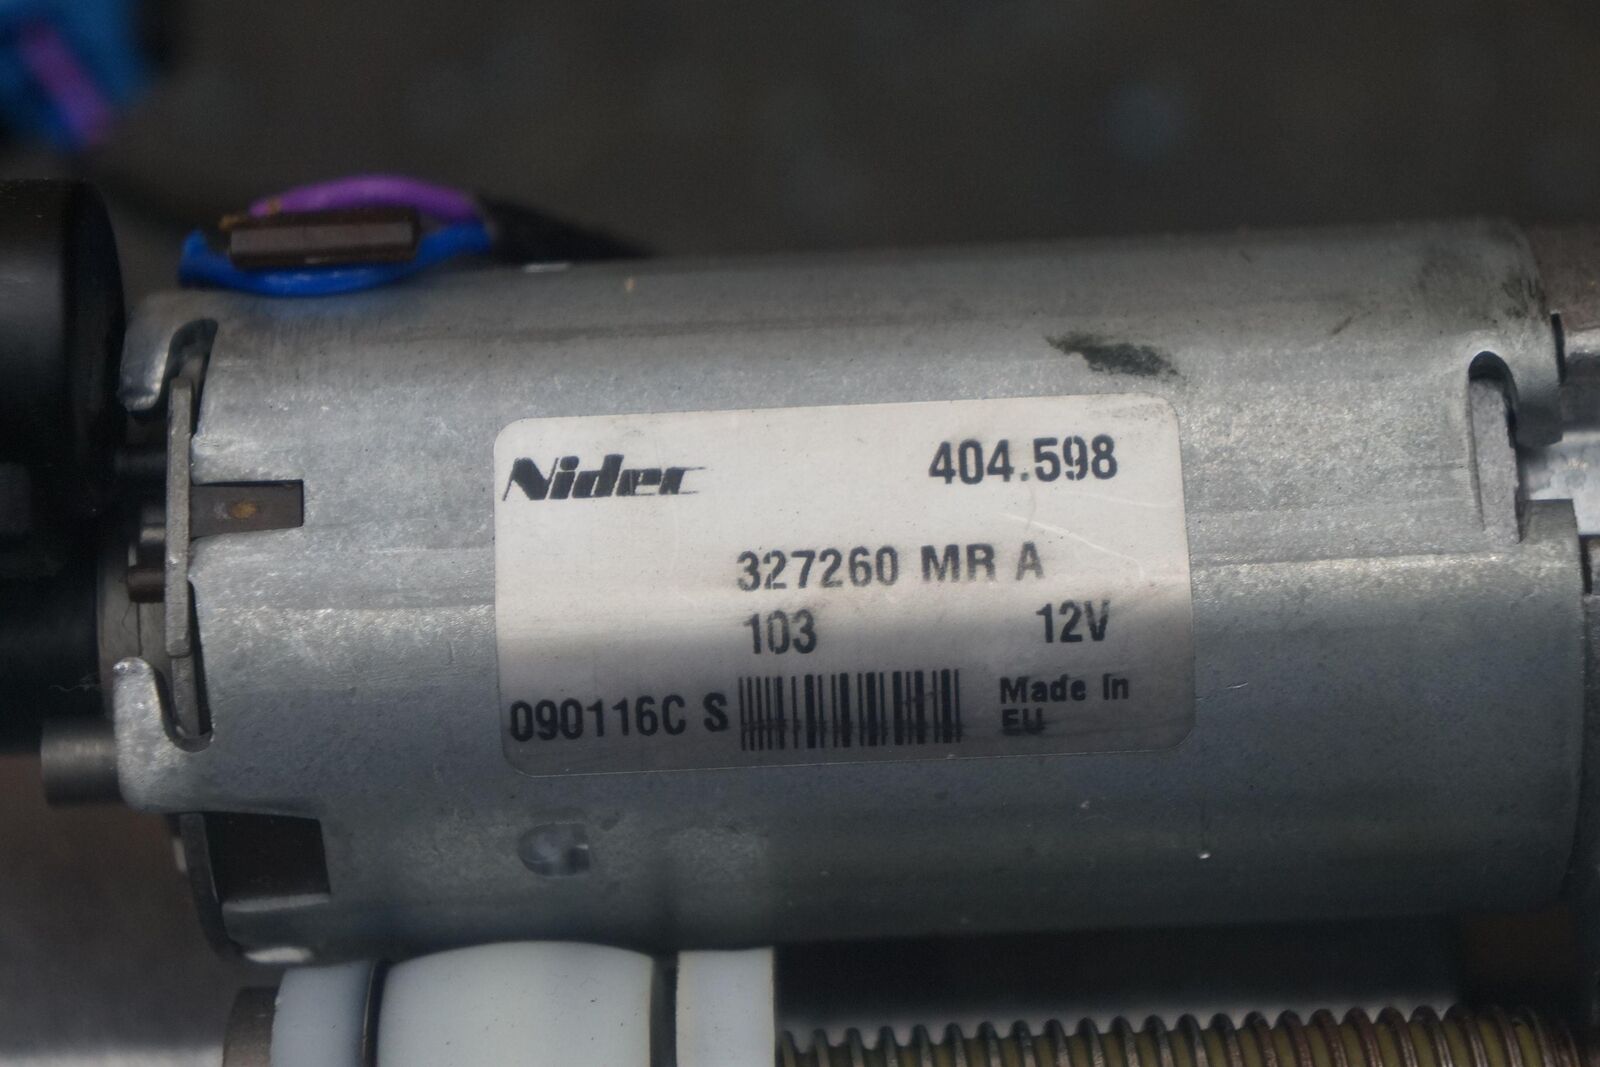 Nidec 404.598
327260 MR A
103 12V
090116C S Made in
EU